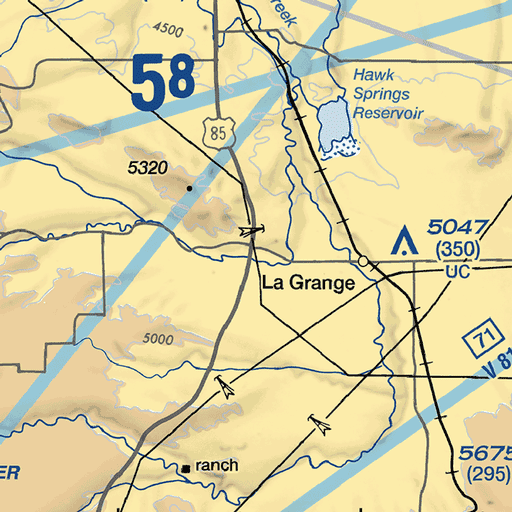 reek
4500
58
Hawk
Springs
Reservoir
85
5320
5047
(350)
UC
La Grange
5000
71
V 81
ranch
ER
5675
(295)